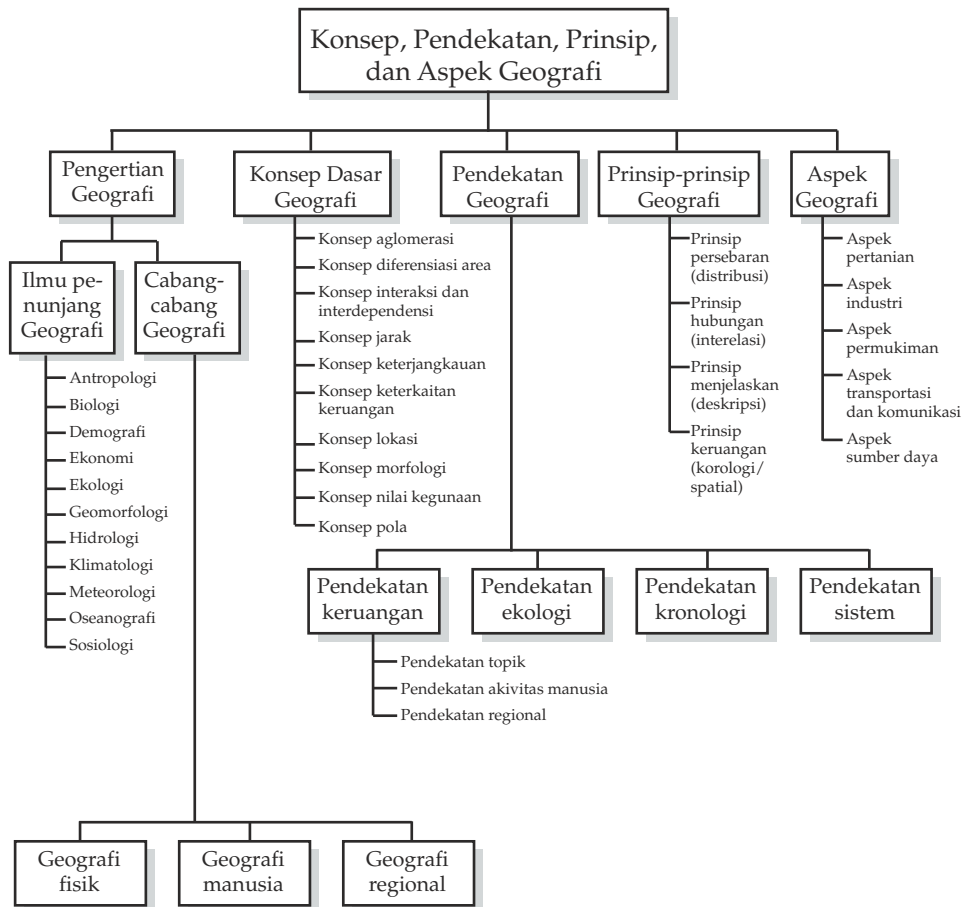 Konsep, Pendekatan, Prinsip,
dan Aspek Geografi
Pengertian
Geografi
Konsep Dasar
Geografi
Pendekatan
Geografi
Prinsip-prinsip
Geografi
Aspek
Geografi
Ilmu pe-
nunjang
Geografi
Cabang-
cabang
Geografi
Antropologi
Biologi
Demografi
Ekonomi
Ekologi
Geomorfologi
Hidrologi
Klimatologi
Meteorologi
Oseanografi
Sosiologi
Konsep aglomerasi
Konsep diferensiasi area
Konsep interaksi dan
interdependensi
Konsep jarak
Konsep keterjangkauan
Konsep keterkaitan
keruangan
Konsep lokasi
Konsep morfologi
Konsep nilai kegunaan
Konsep pola
Prinsip
persebaran
(distribusi)
Prinsip
hubungan
(interelasi)
Prinsip
menjelaskan
(deskripsi)
Prinsip
keruangan
(korologi/
spatial)
Aspek
pertanian
Aspek
industri
Aspek
permukiman
Aspek
transportasi
dan komunikasi
Aspek
sumber daya
Pendekatan
keruangan
Pendekatan
ekologi
Pendekatan
kronologi
Pendekatan
sistem
Pendekatan topik
Pendekatan akivitas manusia
Pendekatan regional
Geografi
fisik
Geografi
manusia
Geografi
regional